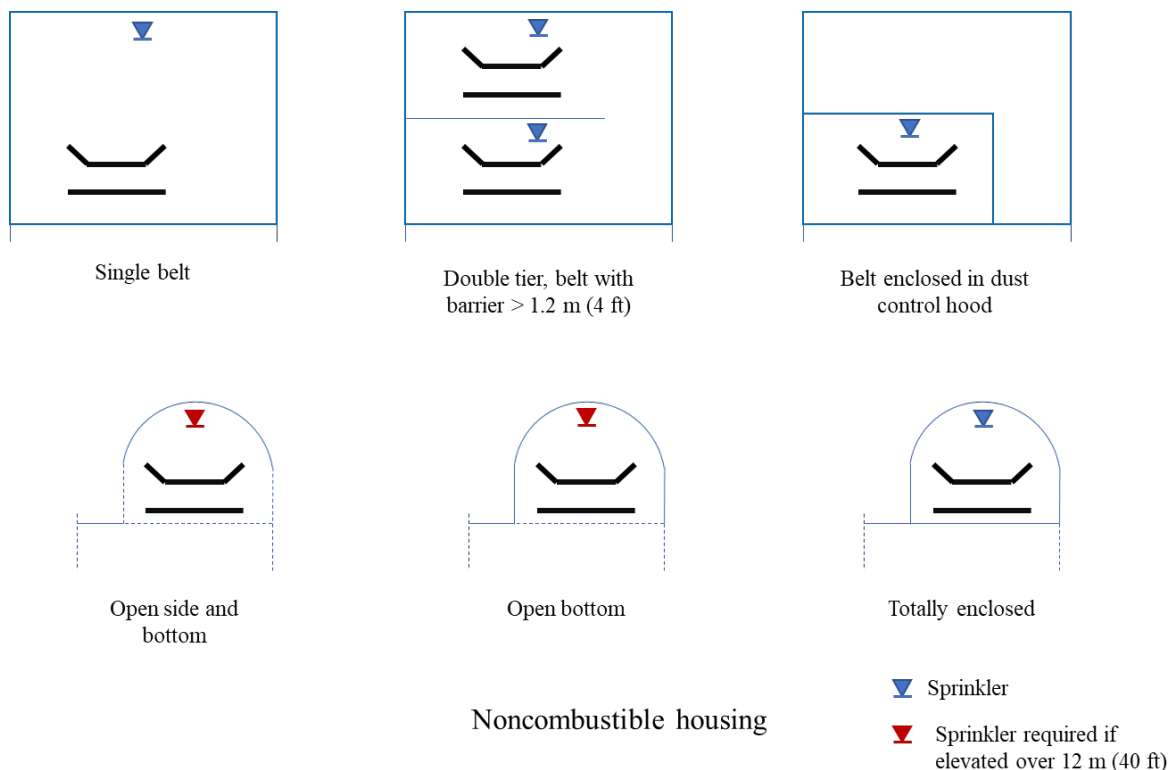 Single belt
Double tier, belt with
barrier > 1.2 m (4 ft)
Belt enclosed in dust
control hood
Open side and
bottom
Open bottom
Totally enclosed
Noncombustible housing
Sprinkler
Sprinkler required if
elevated over 12 m (40 ft)